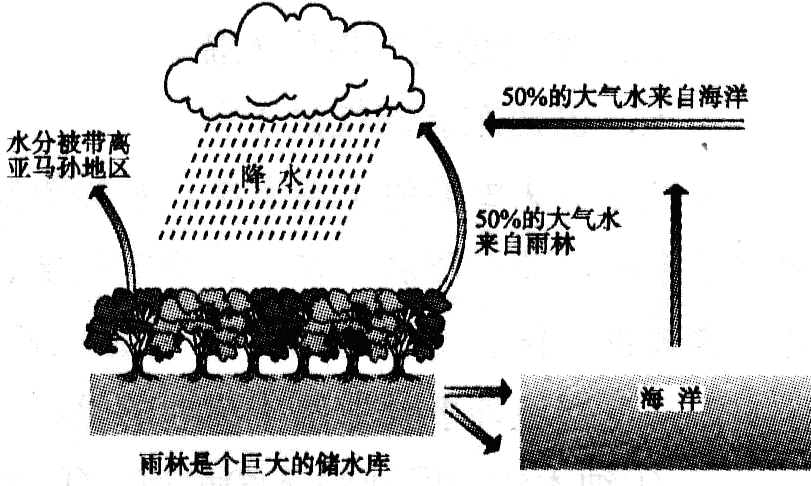 50%的大气水来自海洋
水分被带离
亚马孙地区
降水
50%的大气水
来自雨林
海洋
雨林是个巨大的储水库